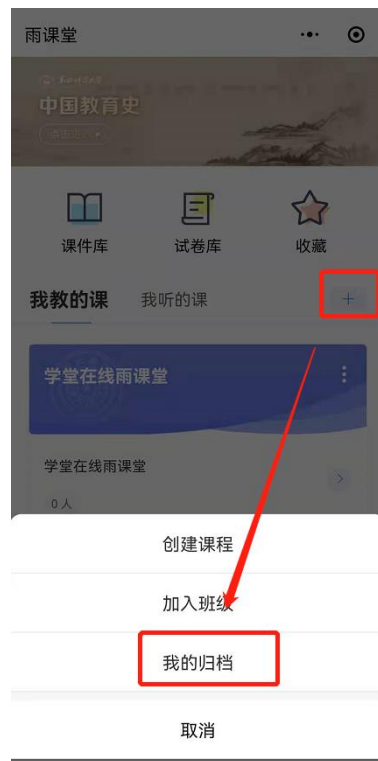 雨课堂
中国教育史
课件库 试卷库 收藏
我教的课 我听的课 +
学堂在线雨课堂
学堂在线雨课堂
0人
创建课程
加入班级
我的归档
取消